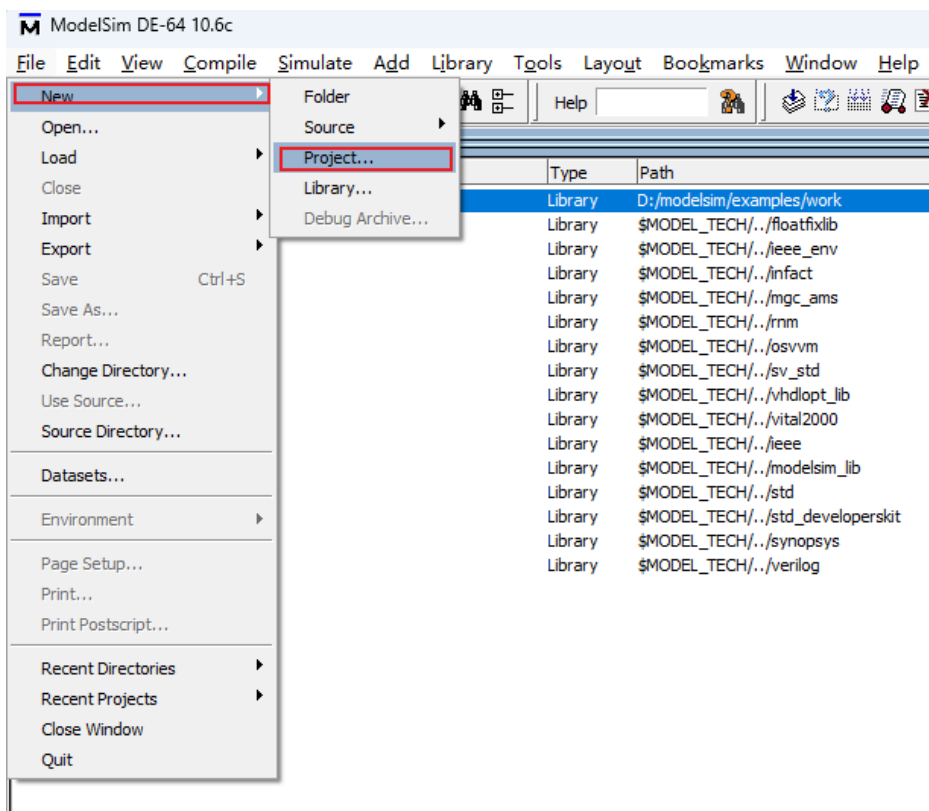 ModelSim DE-64 10.6c
File Edit View Compile Simulate Add Library Tools Layout Bookmarks Window Help
New
Folder
Help
Open...
Source
Load
Project...
Type Path
Close
Library...
Library D:/modelsim/examples/work
Import
Debug Archive...
Library $MODEL_TECH/../floatfixlib
Export
Library $MODEL_TECH/../ieee_env
Save Ctrl+S
Library $MODEL_TECH/../infact
Save As...
Library $MODEL_TECH/../mgc_ams
Report...
Library $MODEL_TECH/../rnm
Library $MODEL_TECH/../osvvm
Change Directory...
Library $MODEL_TECH/../sv_std
Use Source...
Library $MODEL_TECH/../vhdlopt_lib
Source Directory...
Library $MODEL_TECH/../vital2000
Library $MODEL_TECH/../ieee
Datasets...
Library $MODEL_TECH/../modelsim_lib
Library $MODEL_TECH/../std
Environment
Library $MODEL_TECH/../std_developerskit
Library $MODEL_TECH/../synopsys
Page Setup...
Library $MODEL_TECH/../verilog
Print...
Print Postscript...
Recent Directories
Recent Projects
Close Window
Quit